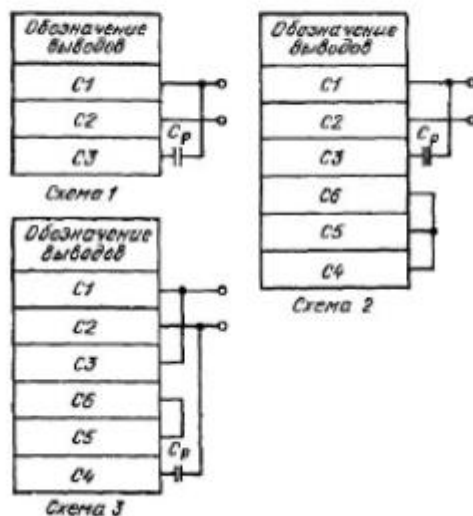 Обозначение
выводов
С1
С2
С3
Ср
Схема 1
Обозначение
выводов
С1
С2
С3
Ср
С6
С5
С4
Схема 2
Обозначение
выводов
С1
С2
С3
С6
С5
С4
Ср
Схема 3